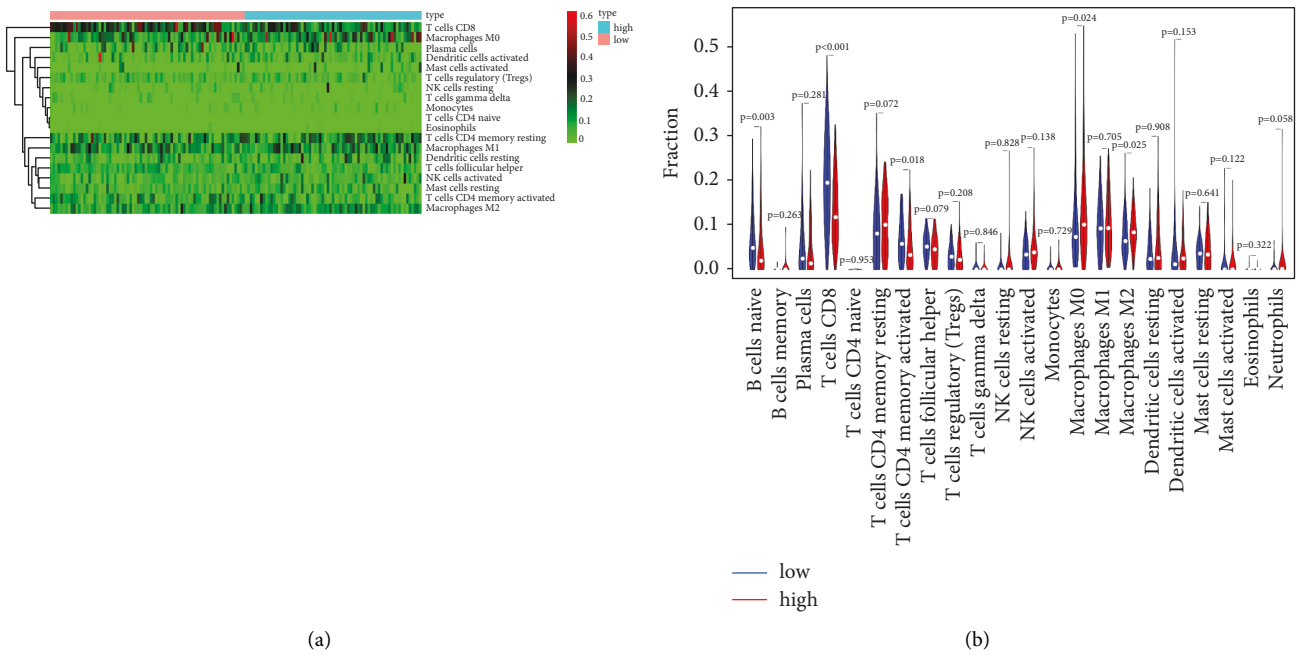 type
T cells CD8
Macrophages M0
Plasma cells
Dendritic cells activated
Mast cells activated
T cells regulatory (Tregs)
NK cells resting
T cells gamma delta
Monocytes
T cells CD4 naive
Eosinophils
T cells CD4 memory resting
Macrophages M1
Dendritic cells resting
T cells follicular helper
NK cells activated
Mast cells resting
T cells CD4 memory activated
Macrophages M2
0.6
0.5
0.4
0.3
0.2
0.1
0
type
high
low
(a)
Fraction
0.5
0.4
0.3
0.2
0.1
0.0
p=0.003
p=0.263
p=0.281
p<0.001
p=0.953
p=0.072
p=0.018
p=0.079
p=0.208
p=0.846
p=0.828
p=0.138
p=0.729
p=0.024
p=0.705
p=0.025
p=0.908
p=0.153
p=0.641
p=0.122
p=0.322
p=0.058
B cells naive
B cells memory
Plasma cells
T cells CD8
T cells CD4 naive
T cells CD4 memory resting
T cells CD4 memory activated
T cells follicular helper
T cells regulatory (Tregs)
T cells gamma delta
NK cells resting
NK cells activated
Monocytes
Macrophages M0
Macrophages M1
Macrophages M2
Dendritic cells resting
Dendritic cells activated
Mast cells resting
Mast cells activated
Eosinophils
Neutrophils
low
high
(b)